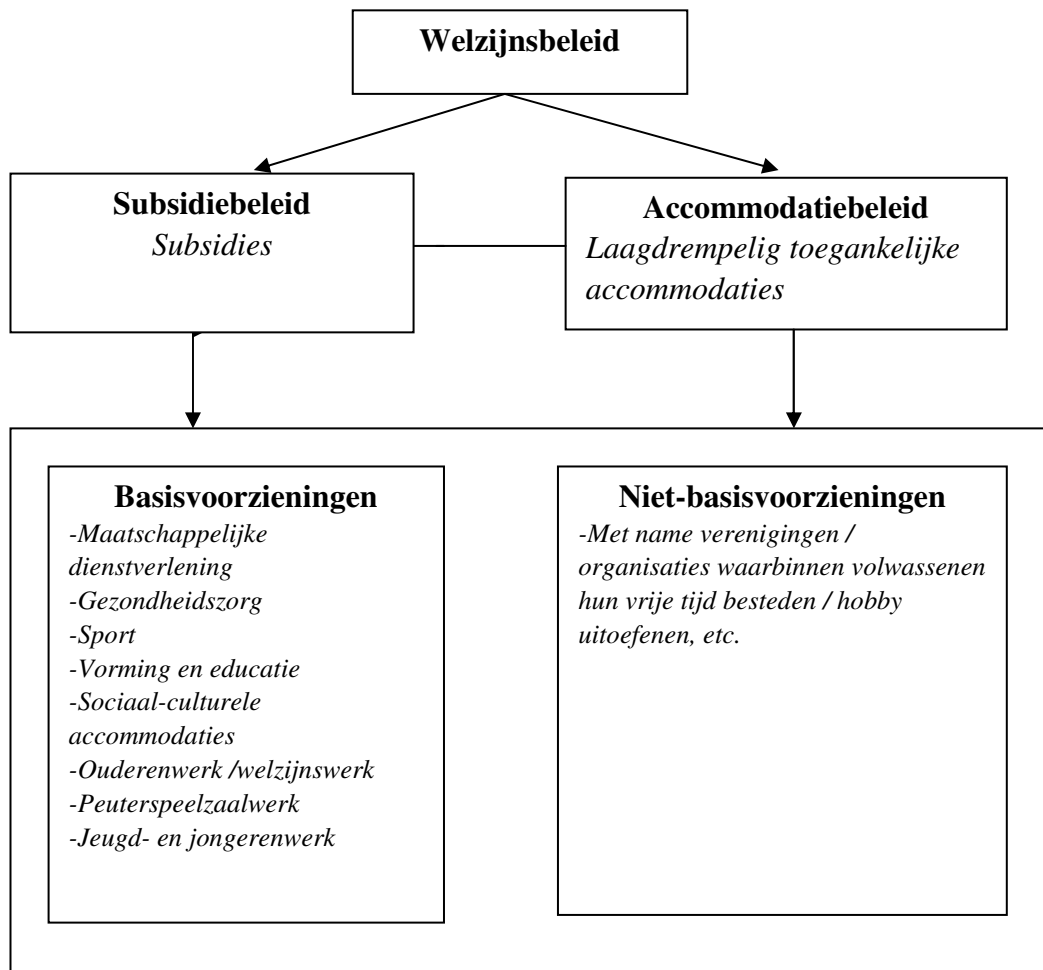 Welzijnsbeleid
Subsidiebeleid
Subsidies
Accommodatiebeleid
Laagdrempelig toegankelijke
accommodaties
Basisvoorzieningen
-Maatschappelijke
dienstverlening
-Gezondheidszorg
-Sport
-Vorming en educatie
-Sociaal-culturele
accommodaties
-Ouderenwerk /welzijnswerk
-Peuterspeelzaalwerk
-Jeugd- en jongerenwerk
Niet-basisvoorzieningen
-Met name verenigingen /
organisaties waarbinnen volwassenen
hun vrije tijd besteden / hobby
uitoefenen, etc.